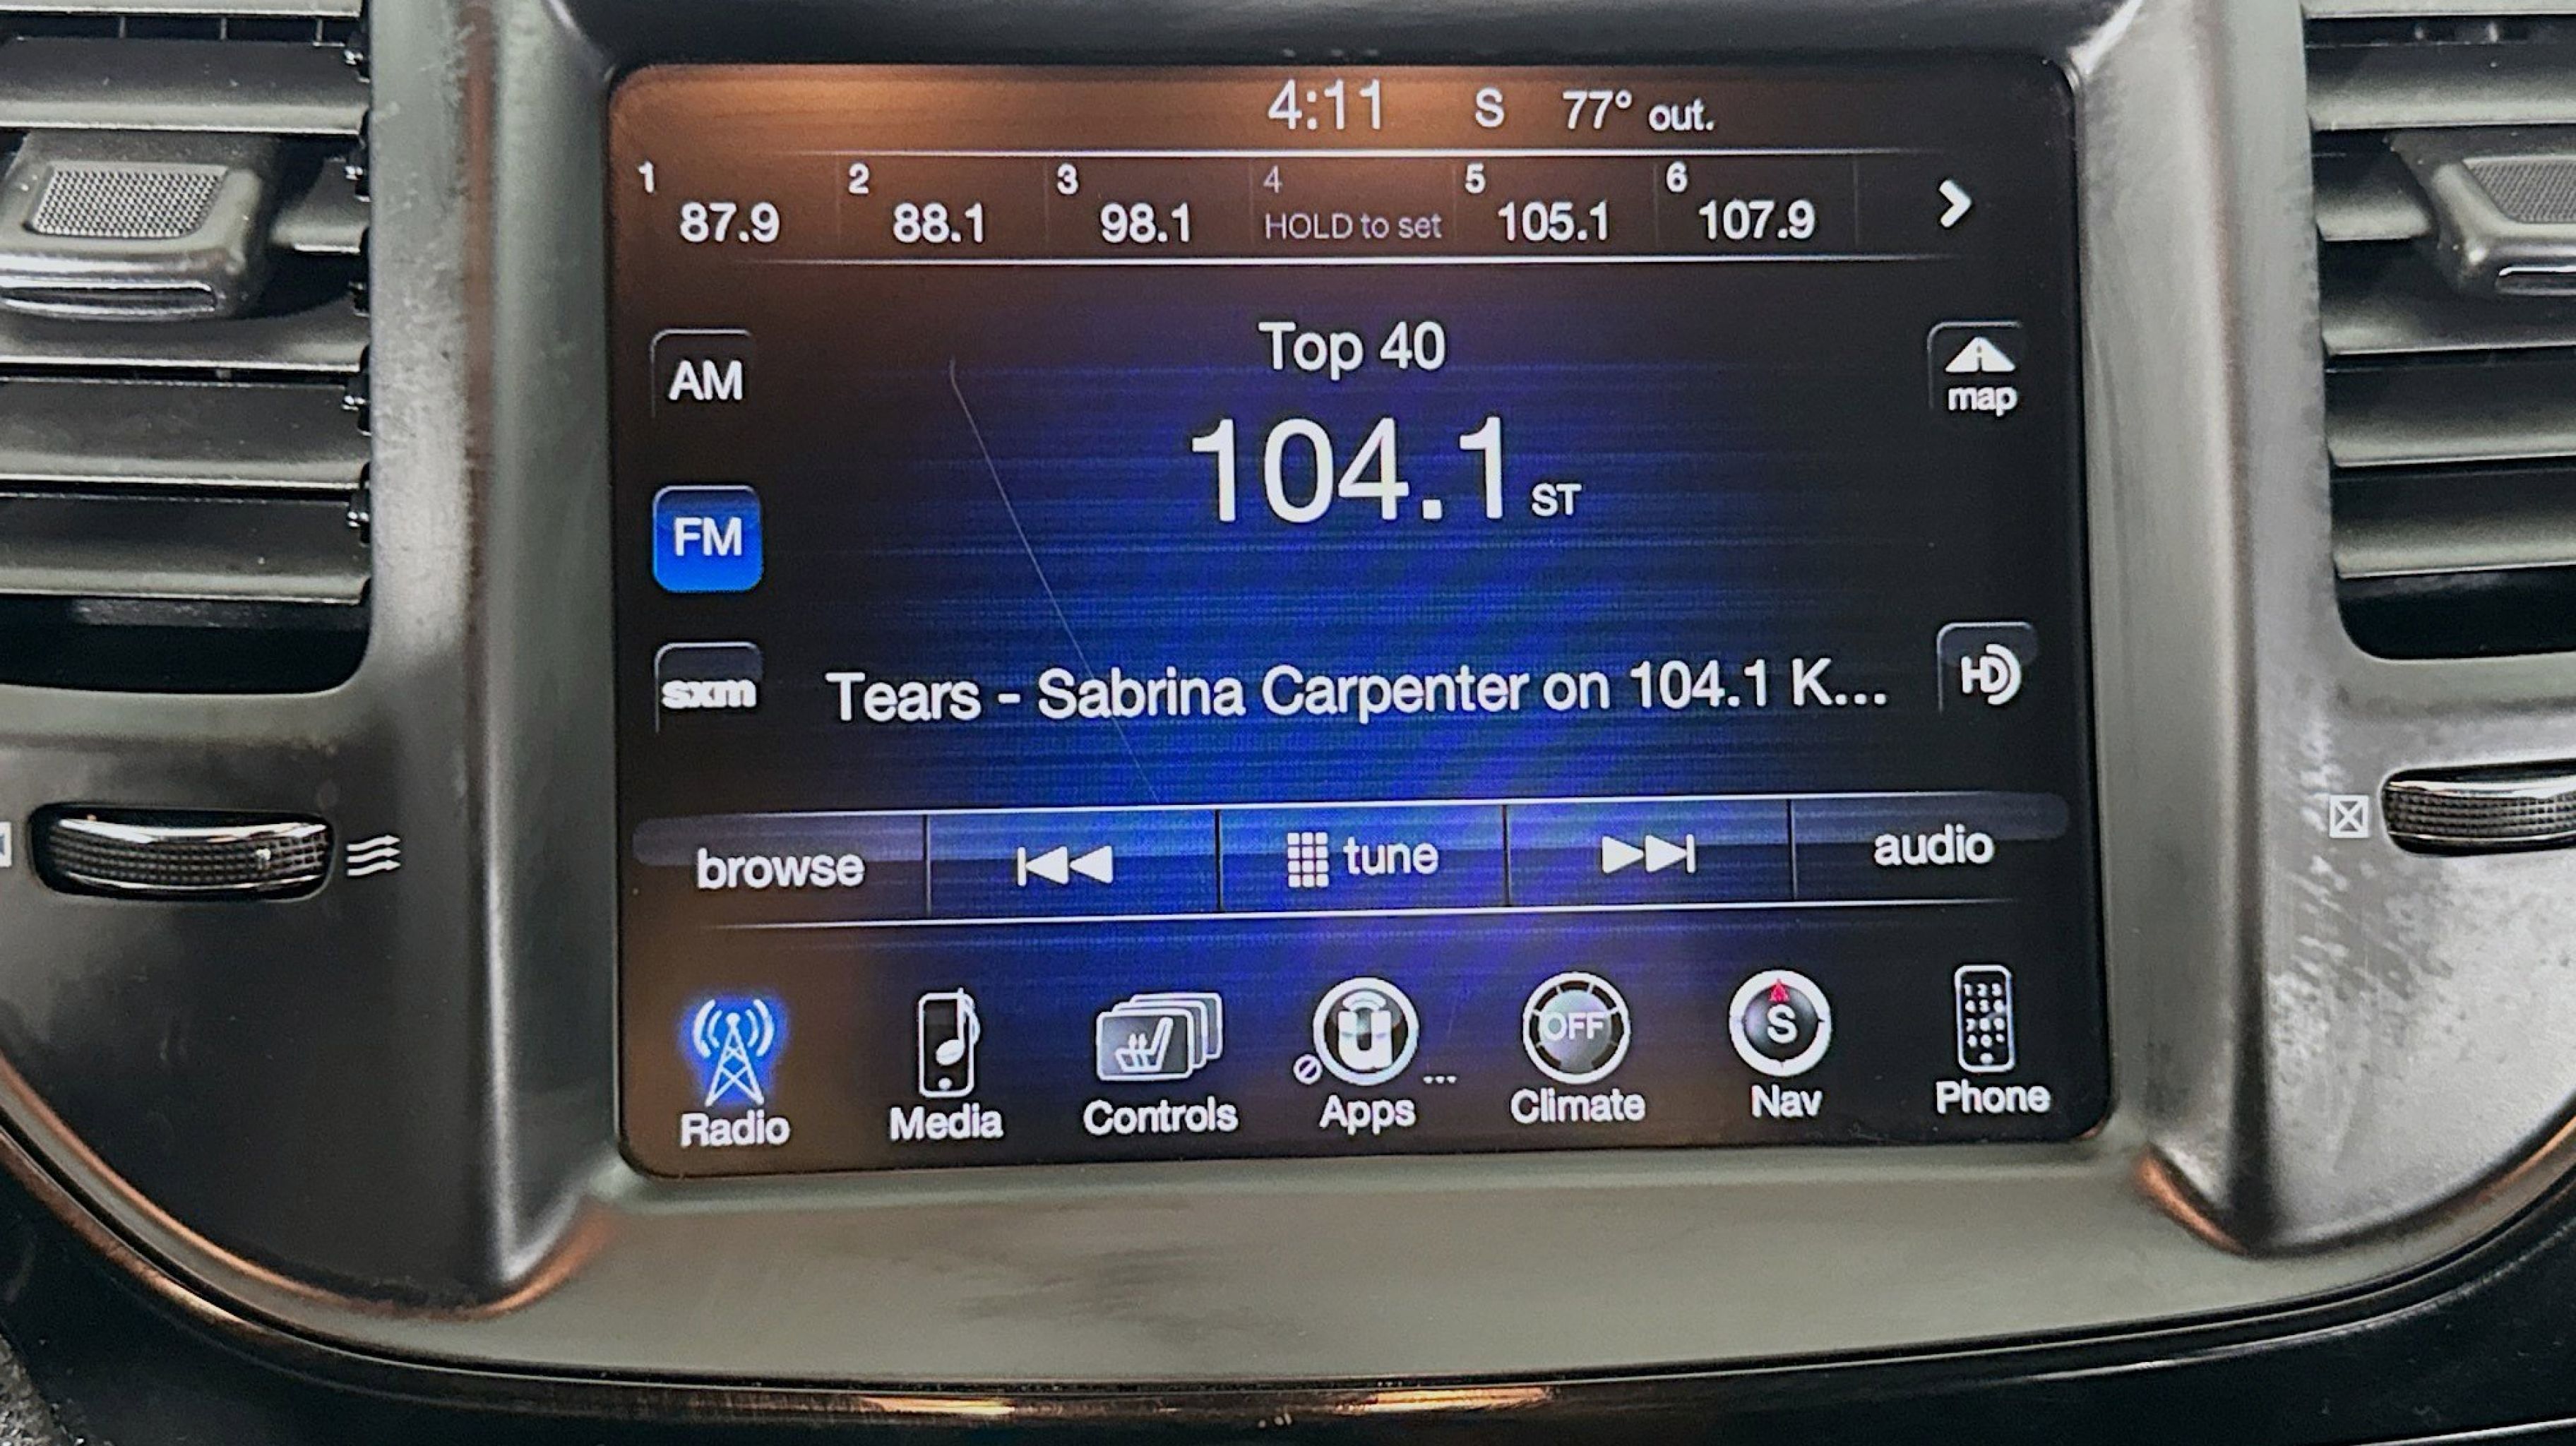 4:11 S 77° out.
1 2 3 4 5 6
87.9 88.1 98.1 HOLD to set 105.1 107.9
Top 40
AM
map
104.1 ST
FM
sxm
Tears - Sabrina Carpenter on 104.1 K...
HD
browse tune audio
OFF
S
Radio Media Controls Apps ... Climate Nav Phone